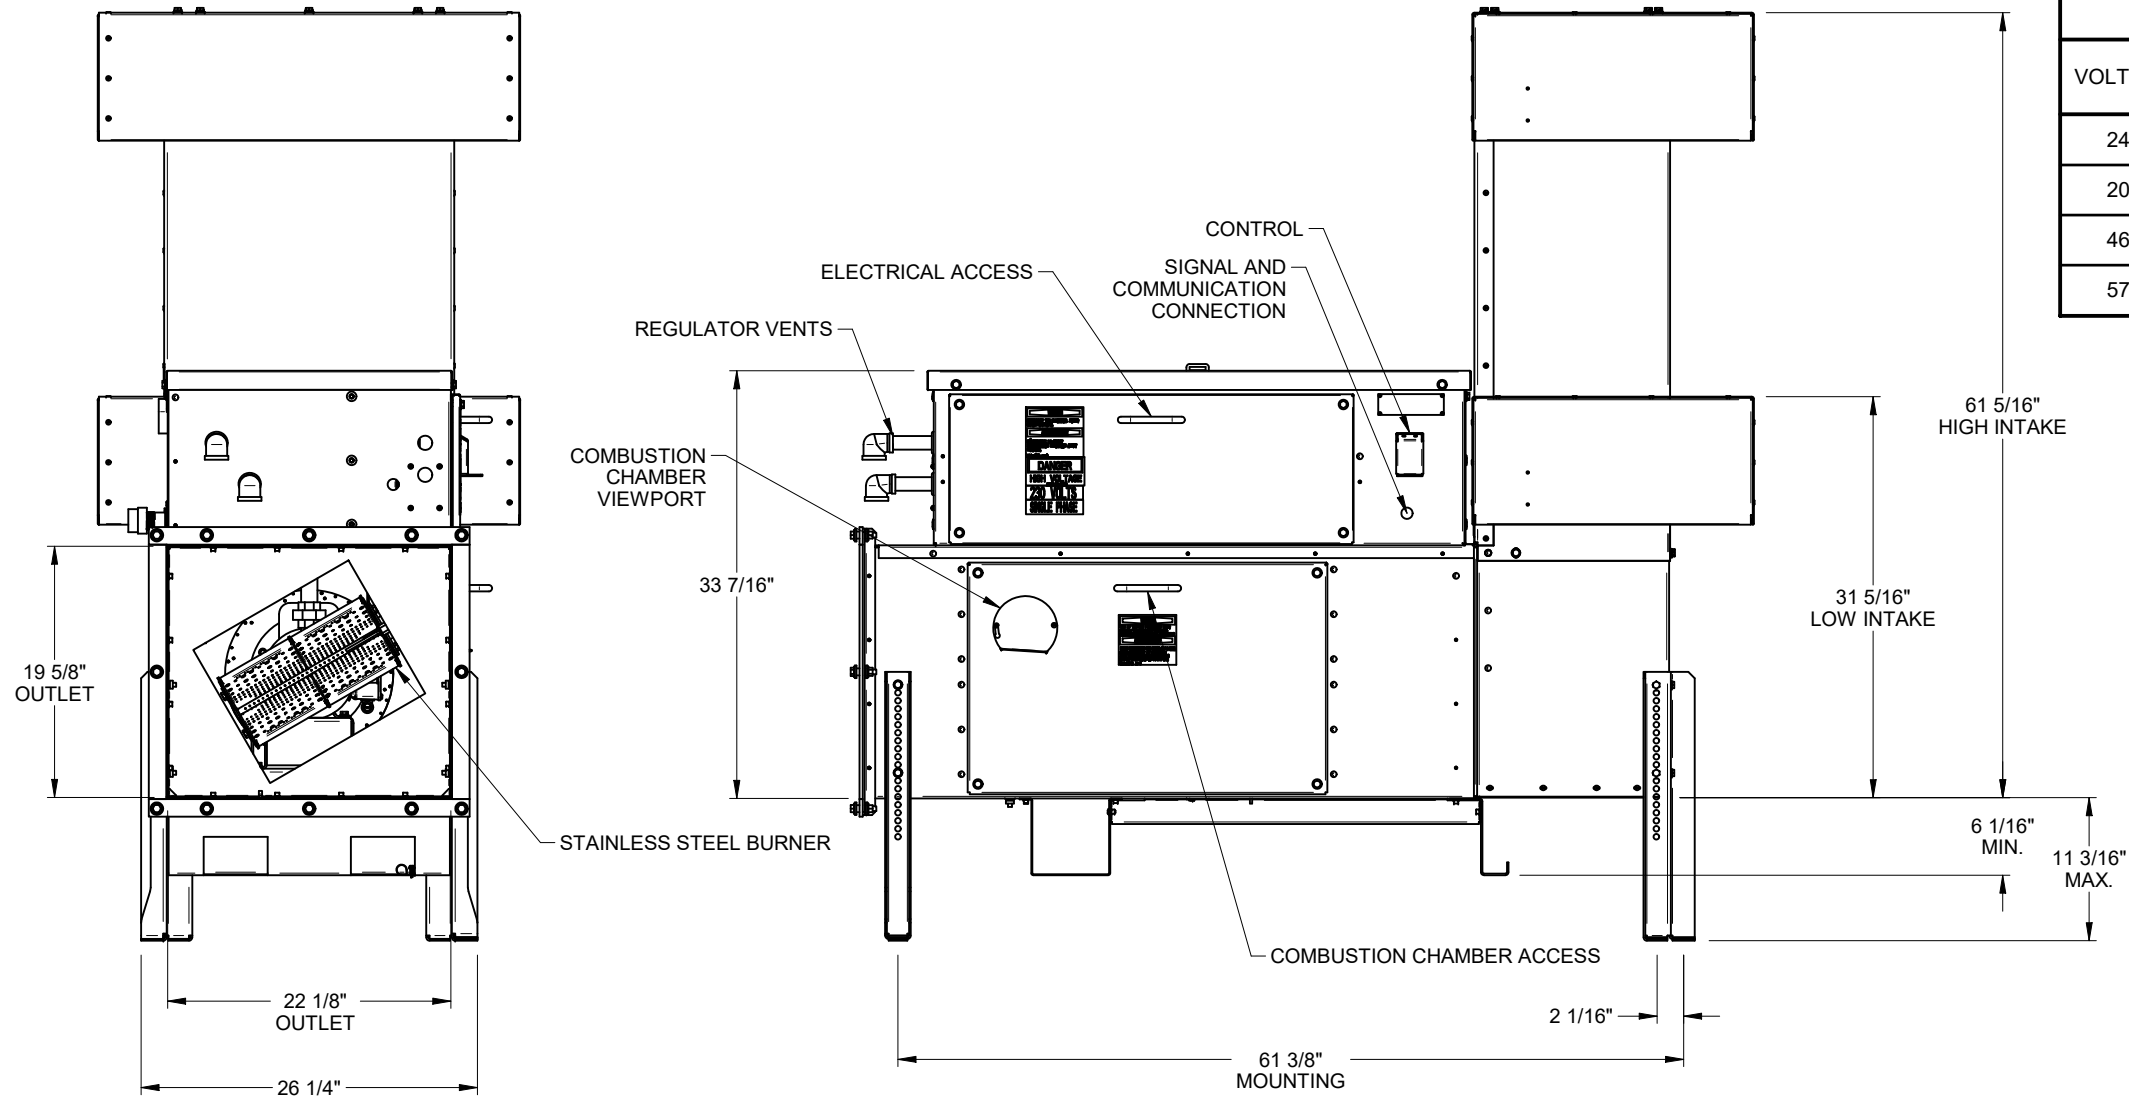 VOLT
24
20
46
57
CONTROL
ELECTRICAL ACCESS
SIGNAL AND
COMMUNICATION
CONNECTION
REGULATOR VENTS
COMBUSTION
CHAMBER
VIEWPORT
DANGER
HIGH VOLTAGE
230 VOLTS
SINGLE PHASE
61 5/16"
HIGH INTAKE
33 7/16"
31 5/16"
LOW INTAKE
19 5/8"
OUTLET
STAINLESS STEEL BURNER
6 1/16"
MIN.
11 3/16"
MAX.
COMBUSTION CHAMBER ACCESS
22 1/8"
OUTLET
2 1/16"
61 3/8"
MOUNTING
26 1/4"